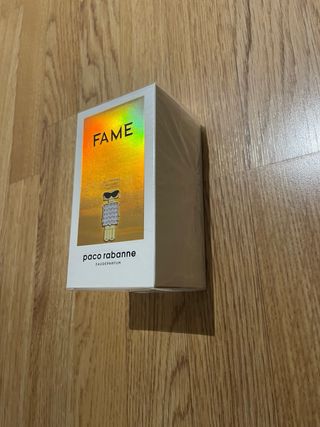 FAME
paco rabanne
EAU DE PARFUM